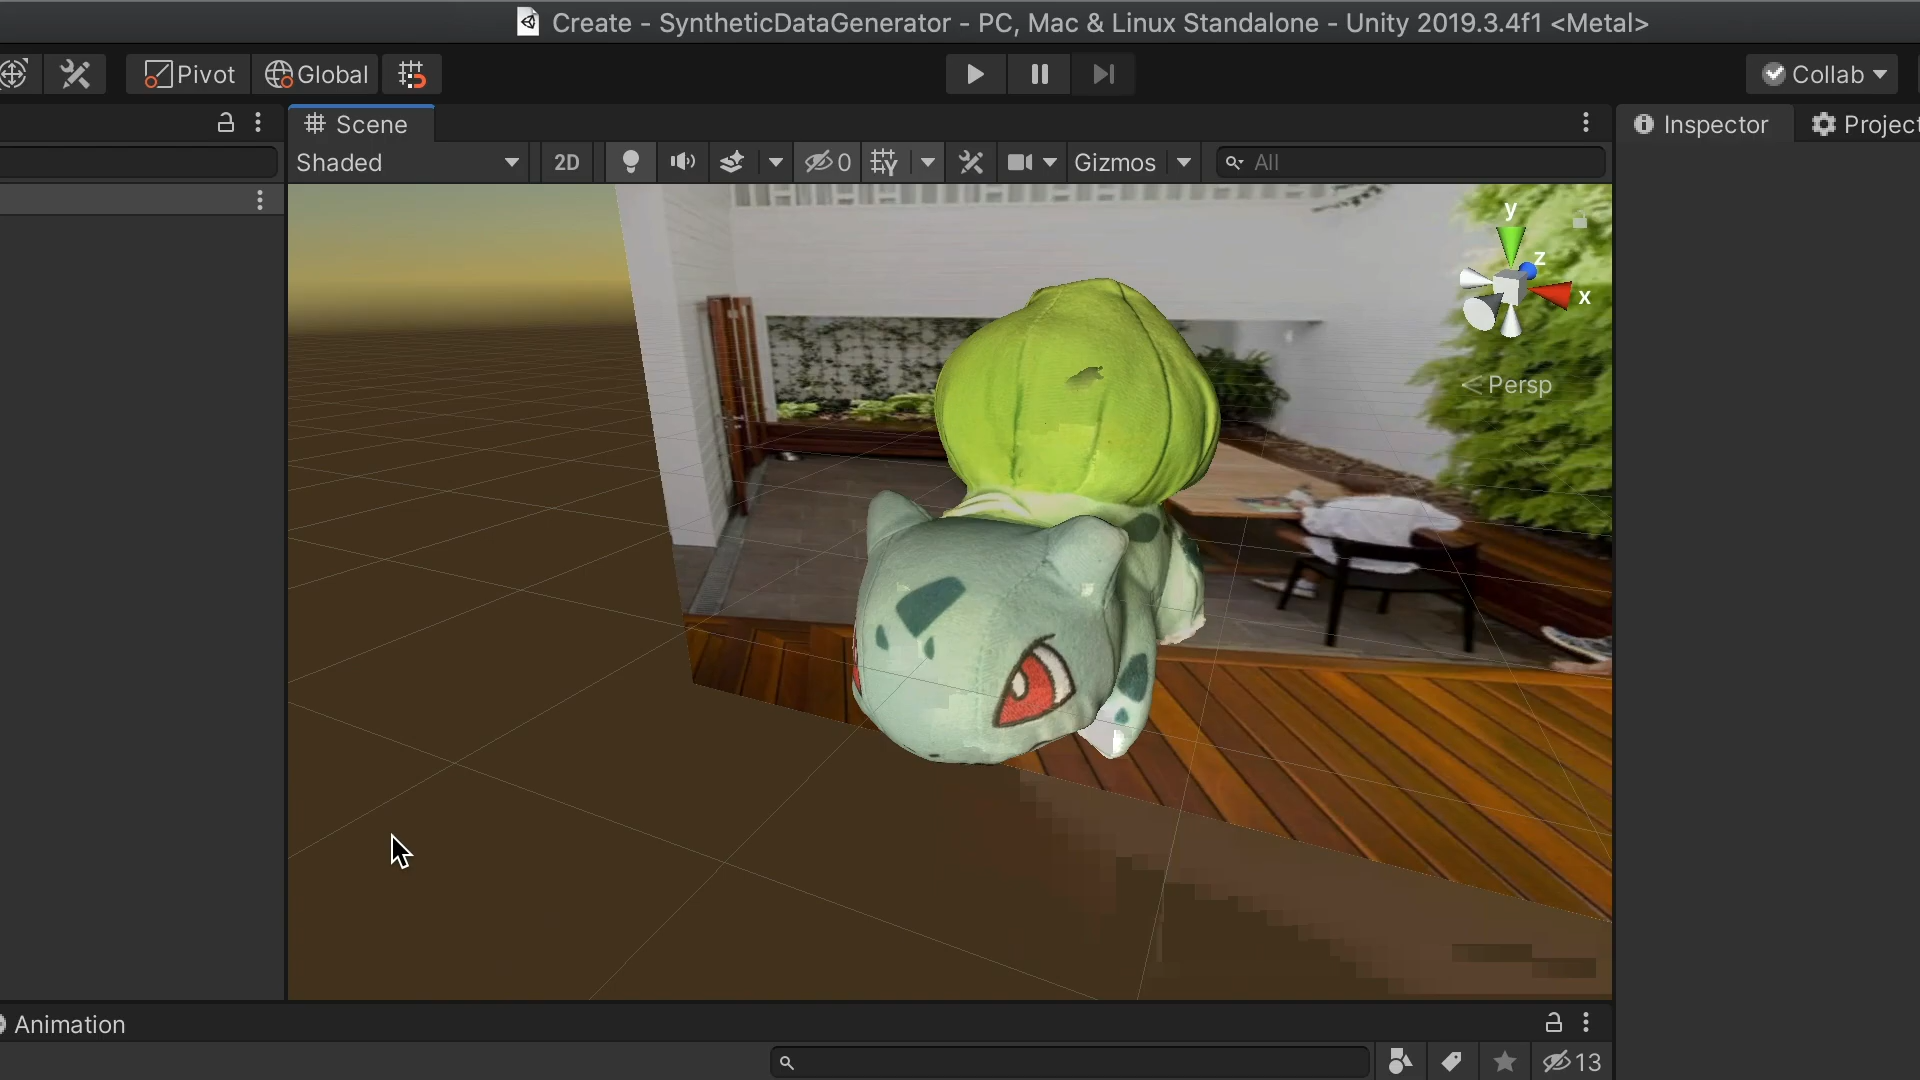 Create - SyntheticDataGenerator - PC, Mac & Linux Standalone - Unity 2019.3.4f1 <Metal>
Pivot Global Collab
Scene Inspector Project
Shaded 2D 0 Gizmos All
y
z
x
Persp
Animation
13